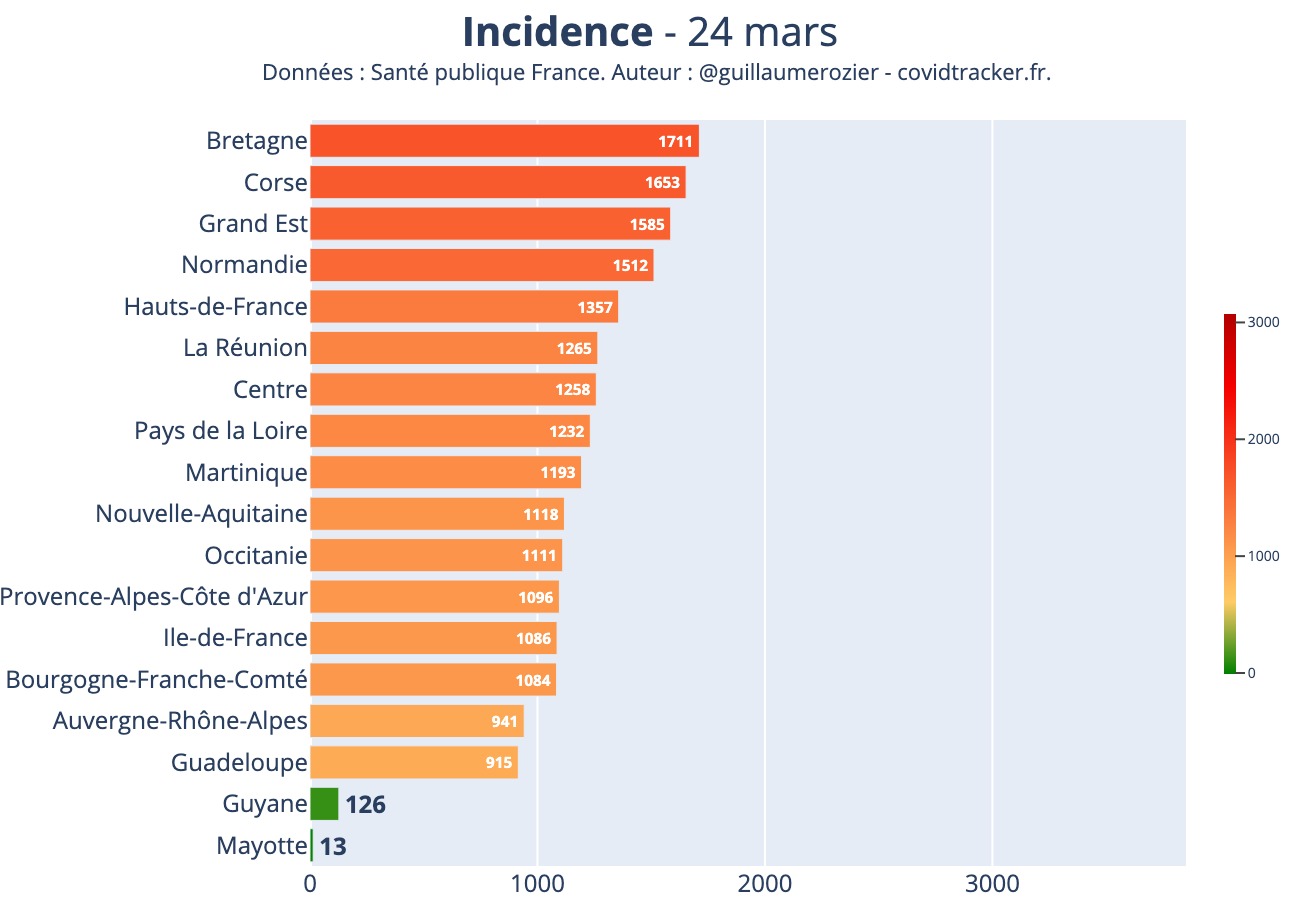 Incidence - 24 mars
Données : Santé publique France. Auteur : @guillaumerozier - covidtracker.fr.
Bretagne 1711
Corse 1653
Grand Est 1585
Normandie 1512
Hauts-de-France 1357
La Réunion 1265
Centre 1258
Pays de la Loire 1232
Martinique 1193
Nouvelle-Aquitaine 1118
Occitanie 1111
Provence-Alpes-Côte d'Azur 1096
Ile-de-France 1086
Bourgogne-Franche-Comté 1084
Auvergne-Rhône-Alpes 941
Guadeloupe 915
Guyane 126
Mayotte 13
0 1000 2000 3000
3000
2000
1000
0